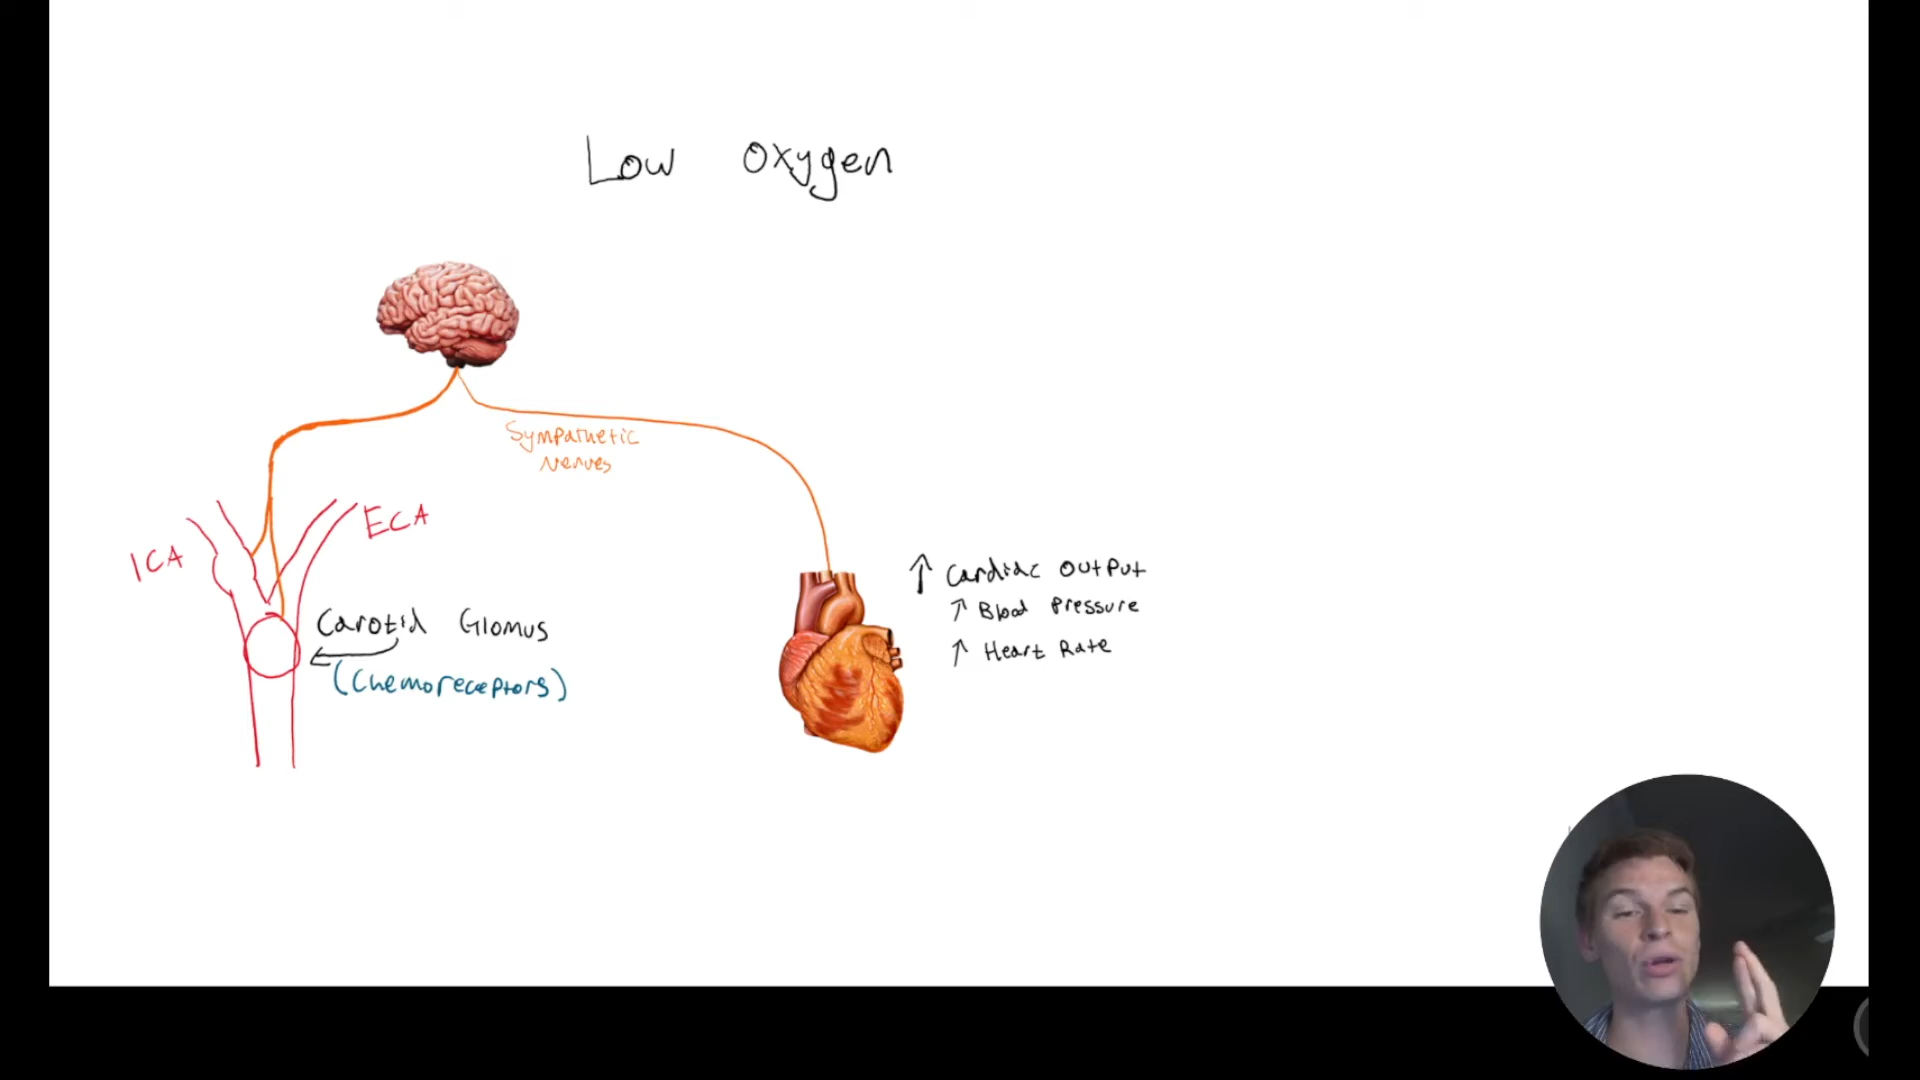 Low Oxygen
Sympathetic
Nerves
ICA
ECA
Carotid Glomus
(Chemoreceptors)
↑ Cardiac Output
↑ Blood Pressure
↑ Heart Rate